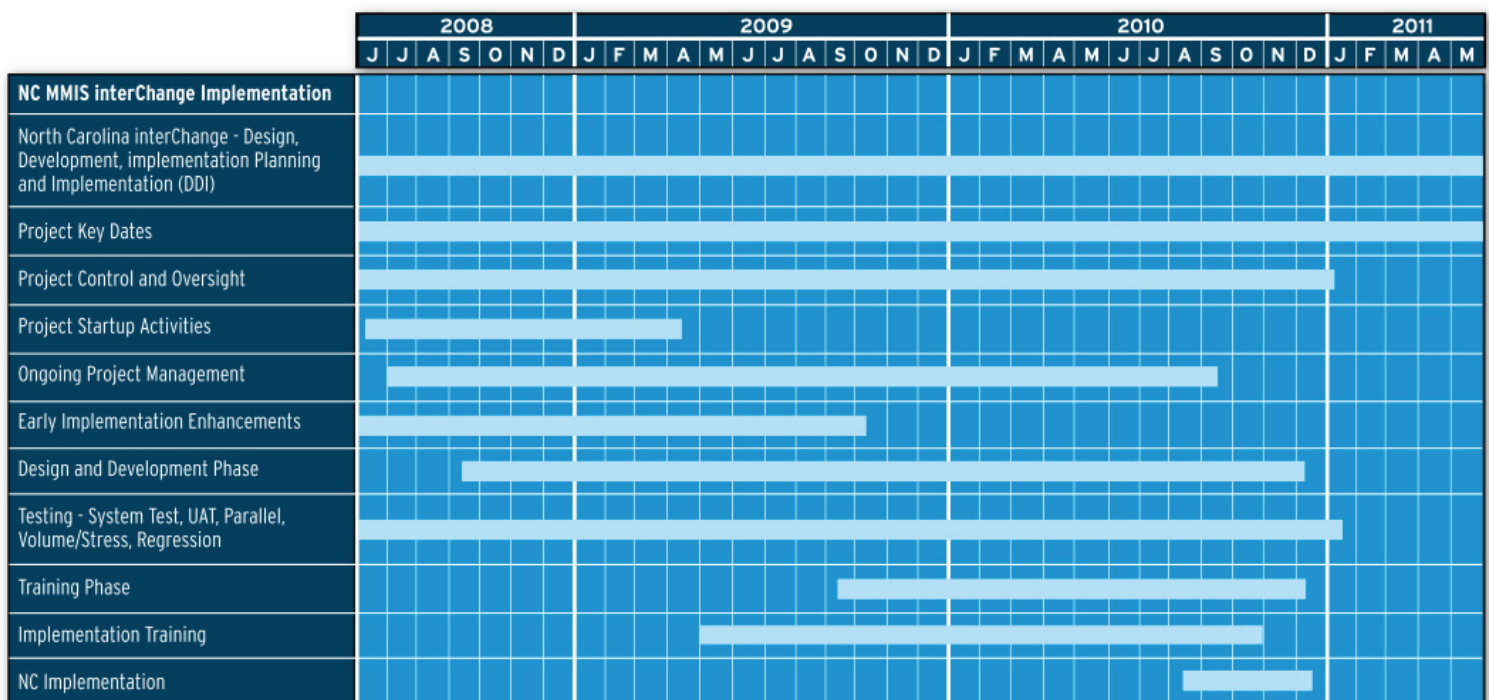 2008 2009 2010 2011
J J A S O N D J F M A M J J A S O N D J F M A M J J A S O N D J F M A M
NC MMIS interChange Implementation
North Carolina interChange - Design,
Development, implementation Planning
and Implementation (DDI)
Project Key Dates
Project Control and Oversight
Project Startup Activities
Ongoing Project Management
Early Implementation Enhancements
Design and Development Phase
Testing - System Test, UAT, Parallel,
Volume/Stress, Regression
Training Phase
Implementation Training
NC Implementation